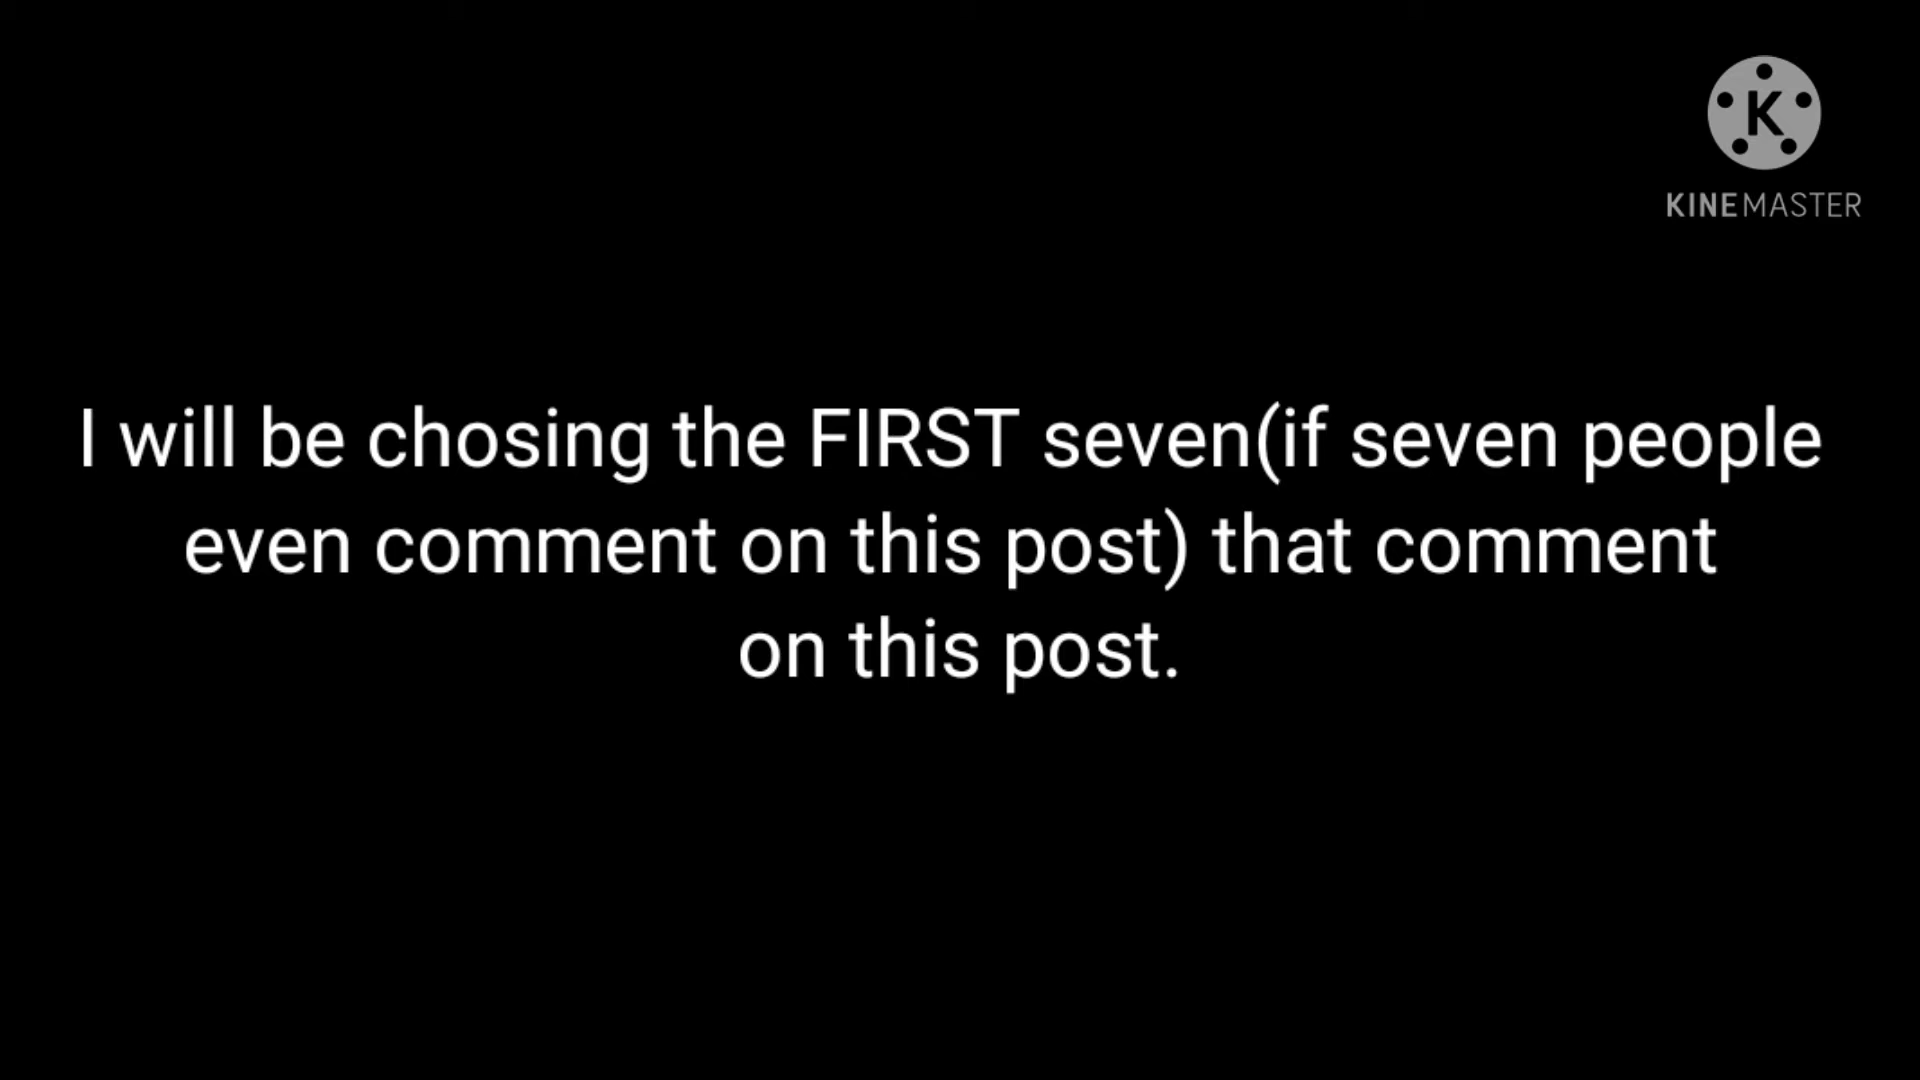 K
KINEMASTER
I will be chosing the FIRST seven(if seven people
even comment on this post) that comment
on this post.